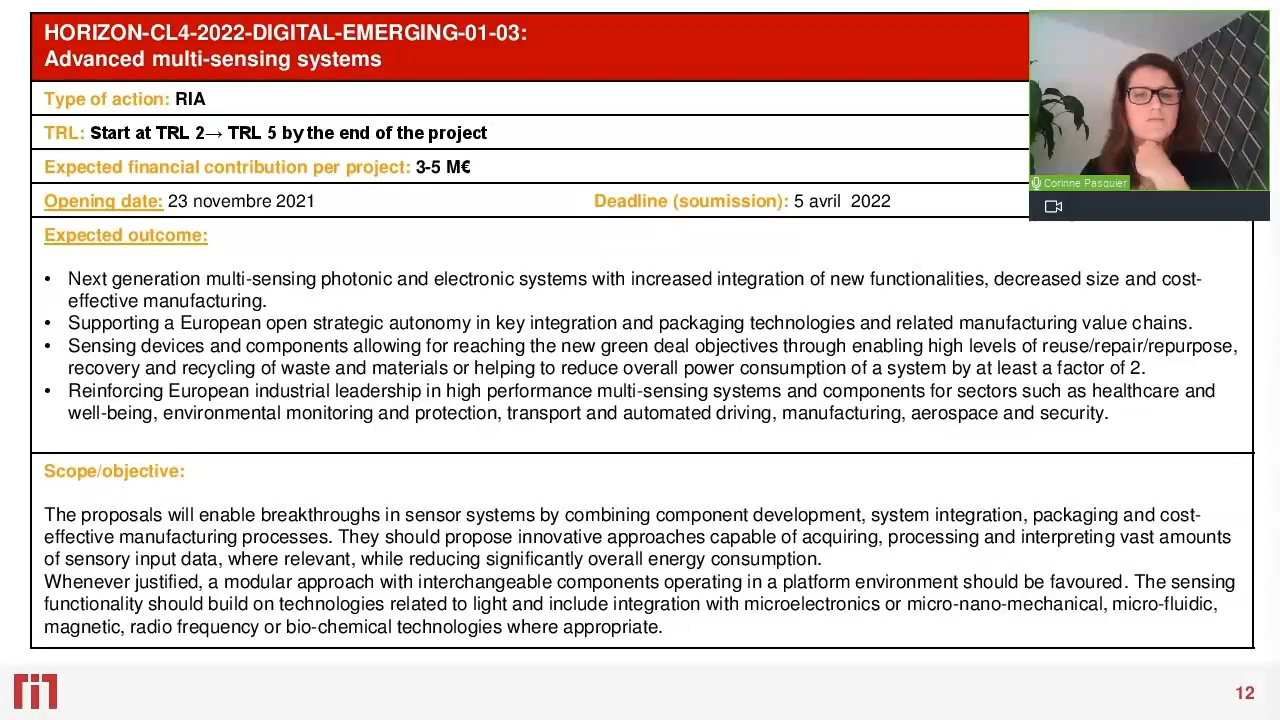 HORIZON-CL4-2022-DIGITAL-EMERGING-01-03:
Advanced multi-sensing systems
Type of action: RIA
TRL: Start at TRL 2→ TRL 5 by the end of the project
Expected financial contribution per project: 3-5 M€
Opening date: 23 novembre 2021 Deadline (soumission): 5 avril 2022
Corinne Pasquier
Expected outcome:
• Next generation multi-sensing photonic and electronic systems with increased integration of new functionalities, decreased size and cost-
effective manufacturing.
• Supporting a European open strategic autonomy in key integration and packaging technologies and related manufacturing value chains.
• Sensing devices and components allowing for reaching the new green deal objectives through enabling high levels of reuse/repair/repurpose,
recovery and recycling of waste and materials or helping to reduce overall power consumption of a system by at least a factor of 2.
• Reinforcing European industrial leadership in high performance multi-sensing systems and components for sectors such as healthcare and
well-being, environmental monitoring and protection, transport and automated driving, manufacturing, aerospace and security.
Scope/objective:
The proposals will enable breakthroughs in sensor systems by combining component development, system integration, packaging and cost-
effective manufacturing processes. They should propose innovative approaches capable of acquiring, processing and interpreting vast amounts
of sensory input data, where relevant, while reducing significantly overall energy consumption.
Whenever justified, a modular approach with interchangeable components operating in a platform environment should be favoured. The sensing
functionality should build on technologies related to light and include integration with microelectronics or micro-nano-mechanical, micro-fluidic,
magnetic, radio frequency or bio-chemical technologies where appropriate.
12